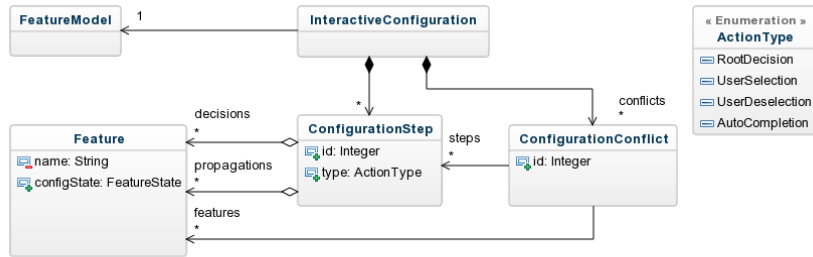 FeatureModel
1
InteractiveConfiguration
« Enumeration »
ActionType
RootDecision
UserSelection
UserDeselection
AutoCompletion
*
conflicts
*
decisions
*
Feature
name: String
configState: FeatureState
propagations
*
features
*
ConfigurationStep
id: Integer
type: ActionType
steps
*
ConfigurationConflict
id: Integer